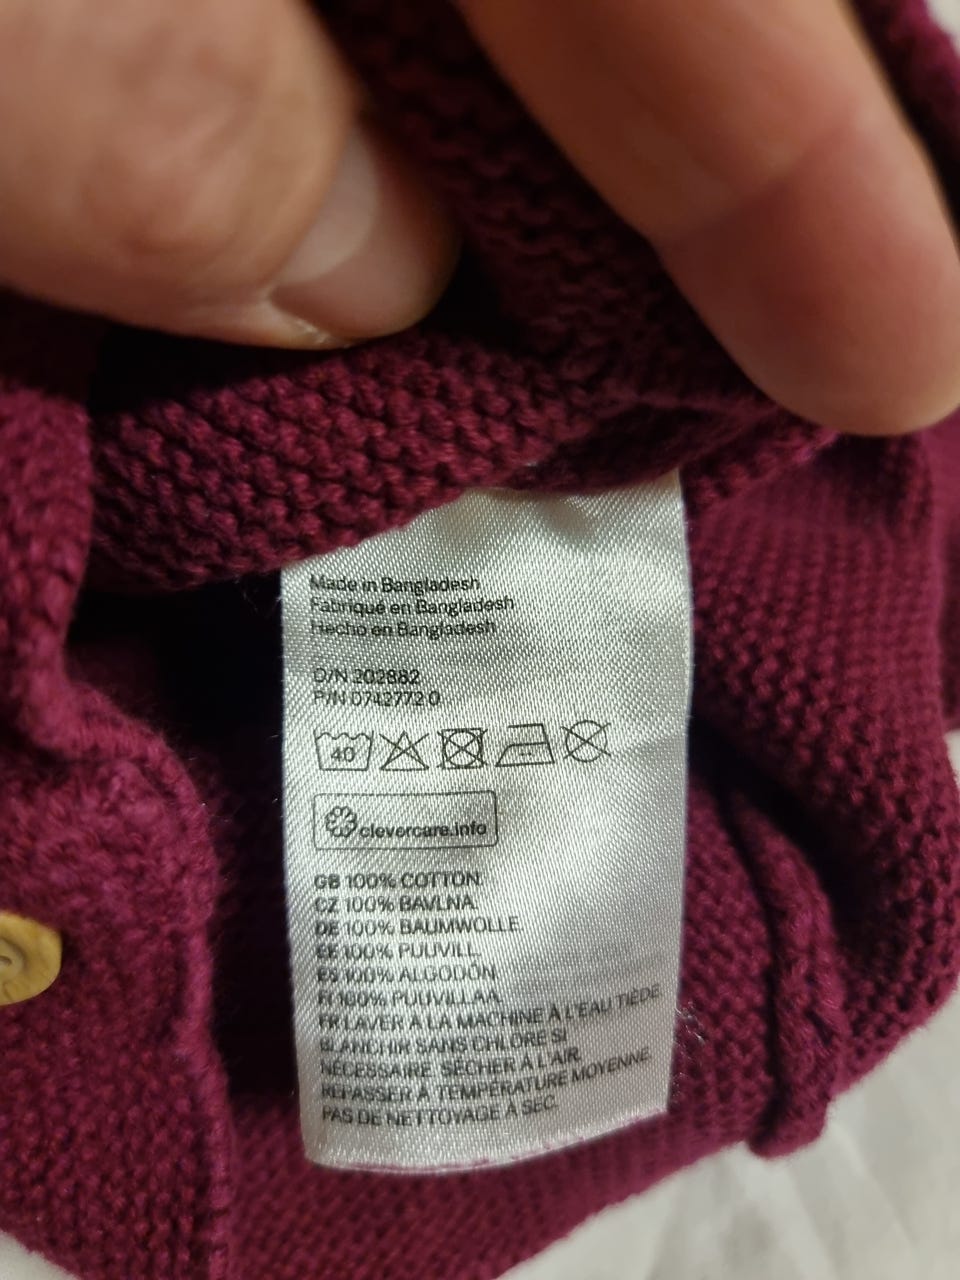 Made in Bangladesh
Fabriqué en Bangladesh
Hecho en Bangladesh
O/N 202882
P/N 0742772 0
40
clevercare.info
GB 100% COTTON.
CZ 100% BAVLNA.
DE 100% BAUMWOLLE.
EE 100% PUUVILL.
ES 100% ALGODÓN
FI 100% PUUVILLAA.
FR LAVER À LA MACHINE À L'EAU TIÈDE.
BLANCHIR SANS CHLORE SI
NÉCESSAIRE. SÉCHER À L'AIR.
REPASSER À TEMPÉRATURE MOYENNE.
PAS DE NETTOYAGE À SEC.